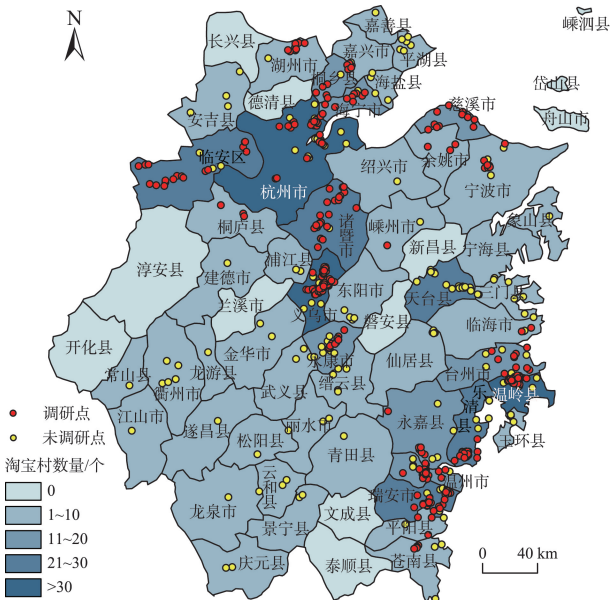 N
嵊泗县
岱山县
舟山市
嘉善县
长兴县
嘉兴市
平湖县
湖州市
桐乡县
海盐县
德清县
海宁市
慈溪市
安吉县
临安区
绍兴市
余姚市
宁波市
杭州市
桐庐县
诸暨市
嵊州市
象山县
新昌县
宁海县
淳安县
建德市
浦江县
东阳市
天台县
三门县
兰溪市
义乌市
磐安县
临海市
开化县
金华市
永康市
仙居县
台州市
常山县
衢州市
龙游县
缙云县
温岭县
武义县
乐清县
江山市
遂昌县
丽水市
永嘉县
玉环县
松阳县
青田县
云和县
温州市
瑞安市
龙泉市
文成县
景宁县
平阳县
庆元县
泰顺县
苍南县
调研点
未调研点
淘宝村数量/个
0
1~10
11~20
21~30
>30
0 40 km